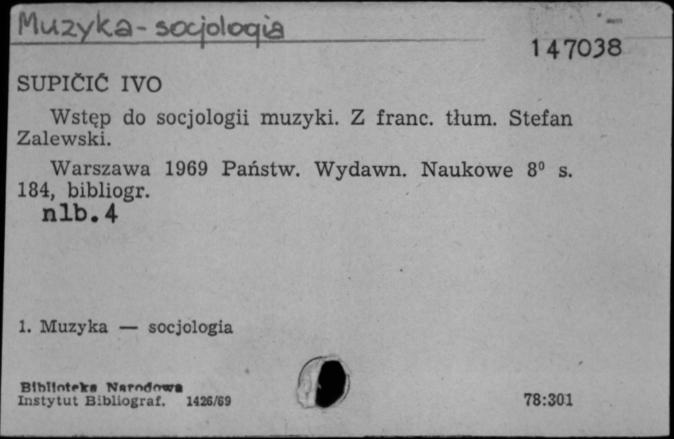 Muzyka - socjologia
147038
SUPIČIĆ IVO
Wstęp do socjologii muzyki. Z franc. tłum. Stefan
Zalewski.
Warszawa 1969 Państw. Wydawn. Naukowe 8⁰ s.
184, bibliogr.
nlb. 4
1. Muzyka — socjologia
Biblioteka Narodowa
Instytut Bibliograf. 1426/69
78:301